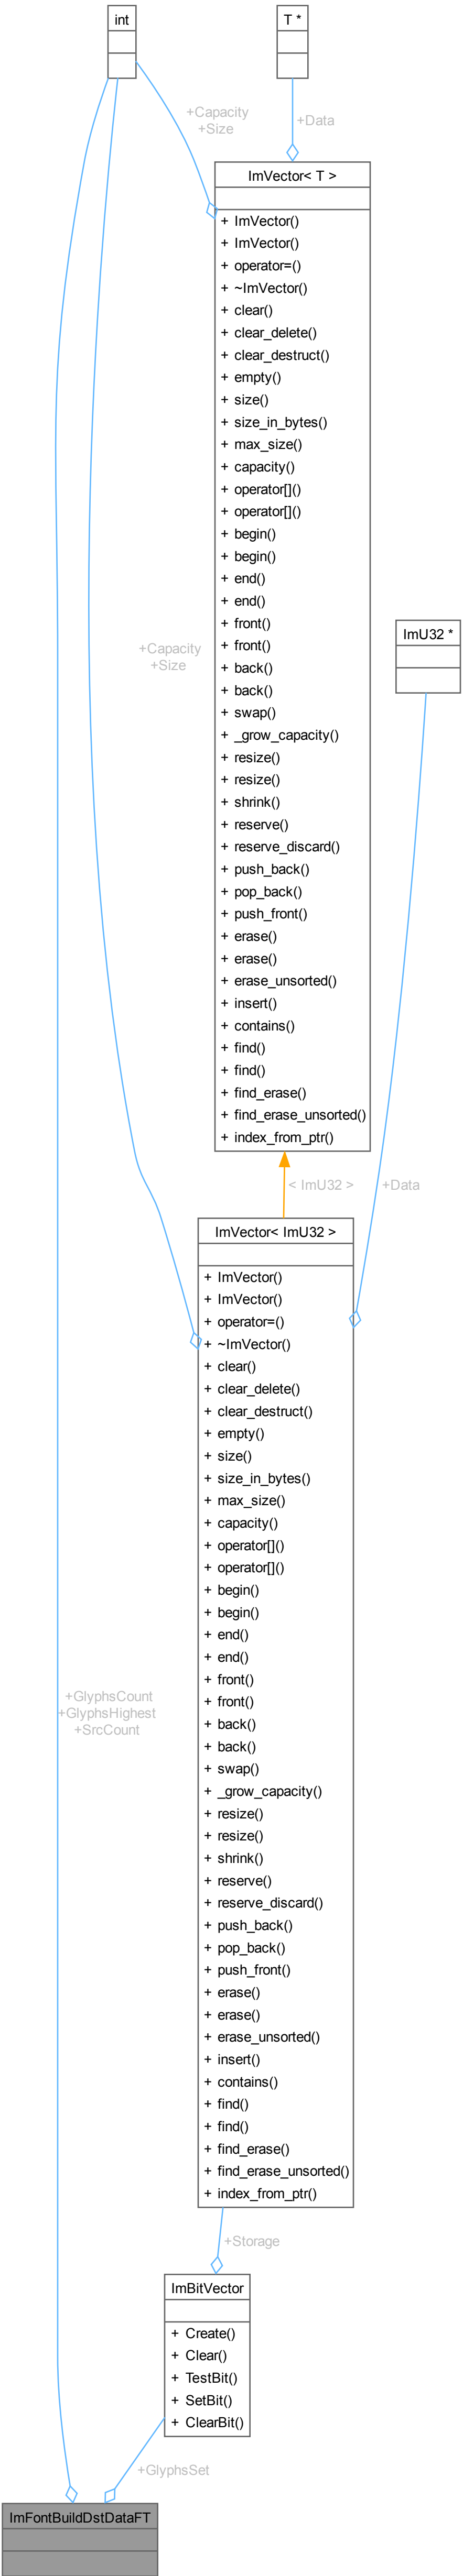 int
T *
+Capacity
+Size
+Data
ImVector< T >
+ ImVector()
+ ImVector()
+ operator=()
+ ~ImVector()
+ clear()
+ clear_delete()
+ clear_destruct()
+ empty()
+ size()
+ size_in_bytes()
+ max_size()
+ capacity()
+ operator[]()
+ operator[]()
+ begin()
+ begin()
+ end()
+ end()
+ front()
+ front()
+ back()
+ back()
+ swap()
+ _grow_capacity()
+ resize()
+ resize()
+ shrink()
+ reserve()
+ reserve_discard()
+ push_back()
+ pop_back()
+ push_front()
+ erase()
+ erase()
+ erase_unsorted()
+ insert()
+ contains()
+ find()
+ find()
+ find_erase()
+ find_erase_unsorted()
+ index_from_ptr()
ImU32 *
+Capacity
+Size
+Data
< ImU32 >
ImVector< ImU32 >
+ ImVector()
+ ImVector()
+ operator=()
+ ~ImVector()
+ clear()
+ clear_delete()
+ clear_destruct()
+ empty()
+ size()
+ size_in_bytes()
+ max_size()
+ capacity()
+ operator[]()
+ operator[]()
+ begin()
+ begin()
+ end()
+ end()
+ front()
+ front()
+ back()
+ back()
+ swap()
+ _grow_capacity()
+ resize()
+ resize()
+ shrink()
+ reserve()
+ reserve_discard()
+ push_back()
+ pop_back()
+ push_front()
+ erase()
+ erase()
+ erase_unsorted()
+ insert()
+ contains()
+ find()
+ find()
+ find_erase()
+ find_erase_unsorted()
+ index_from_ptr()
+GlyphsCount
+GlyphsHighest
+SrcCount
+Storage
ImBitVector
+ Create()
+ Clear()
+ TestBit()
+ SetBit()
+ ClearBit()
+GlyphsSet
ImFontBuildDstDataFT